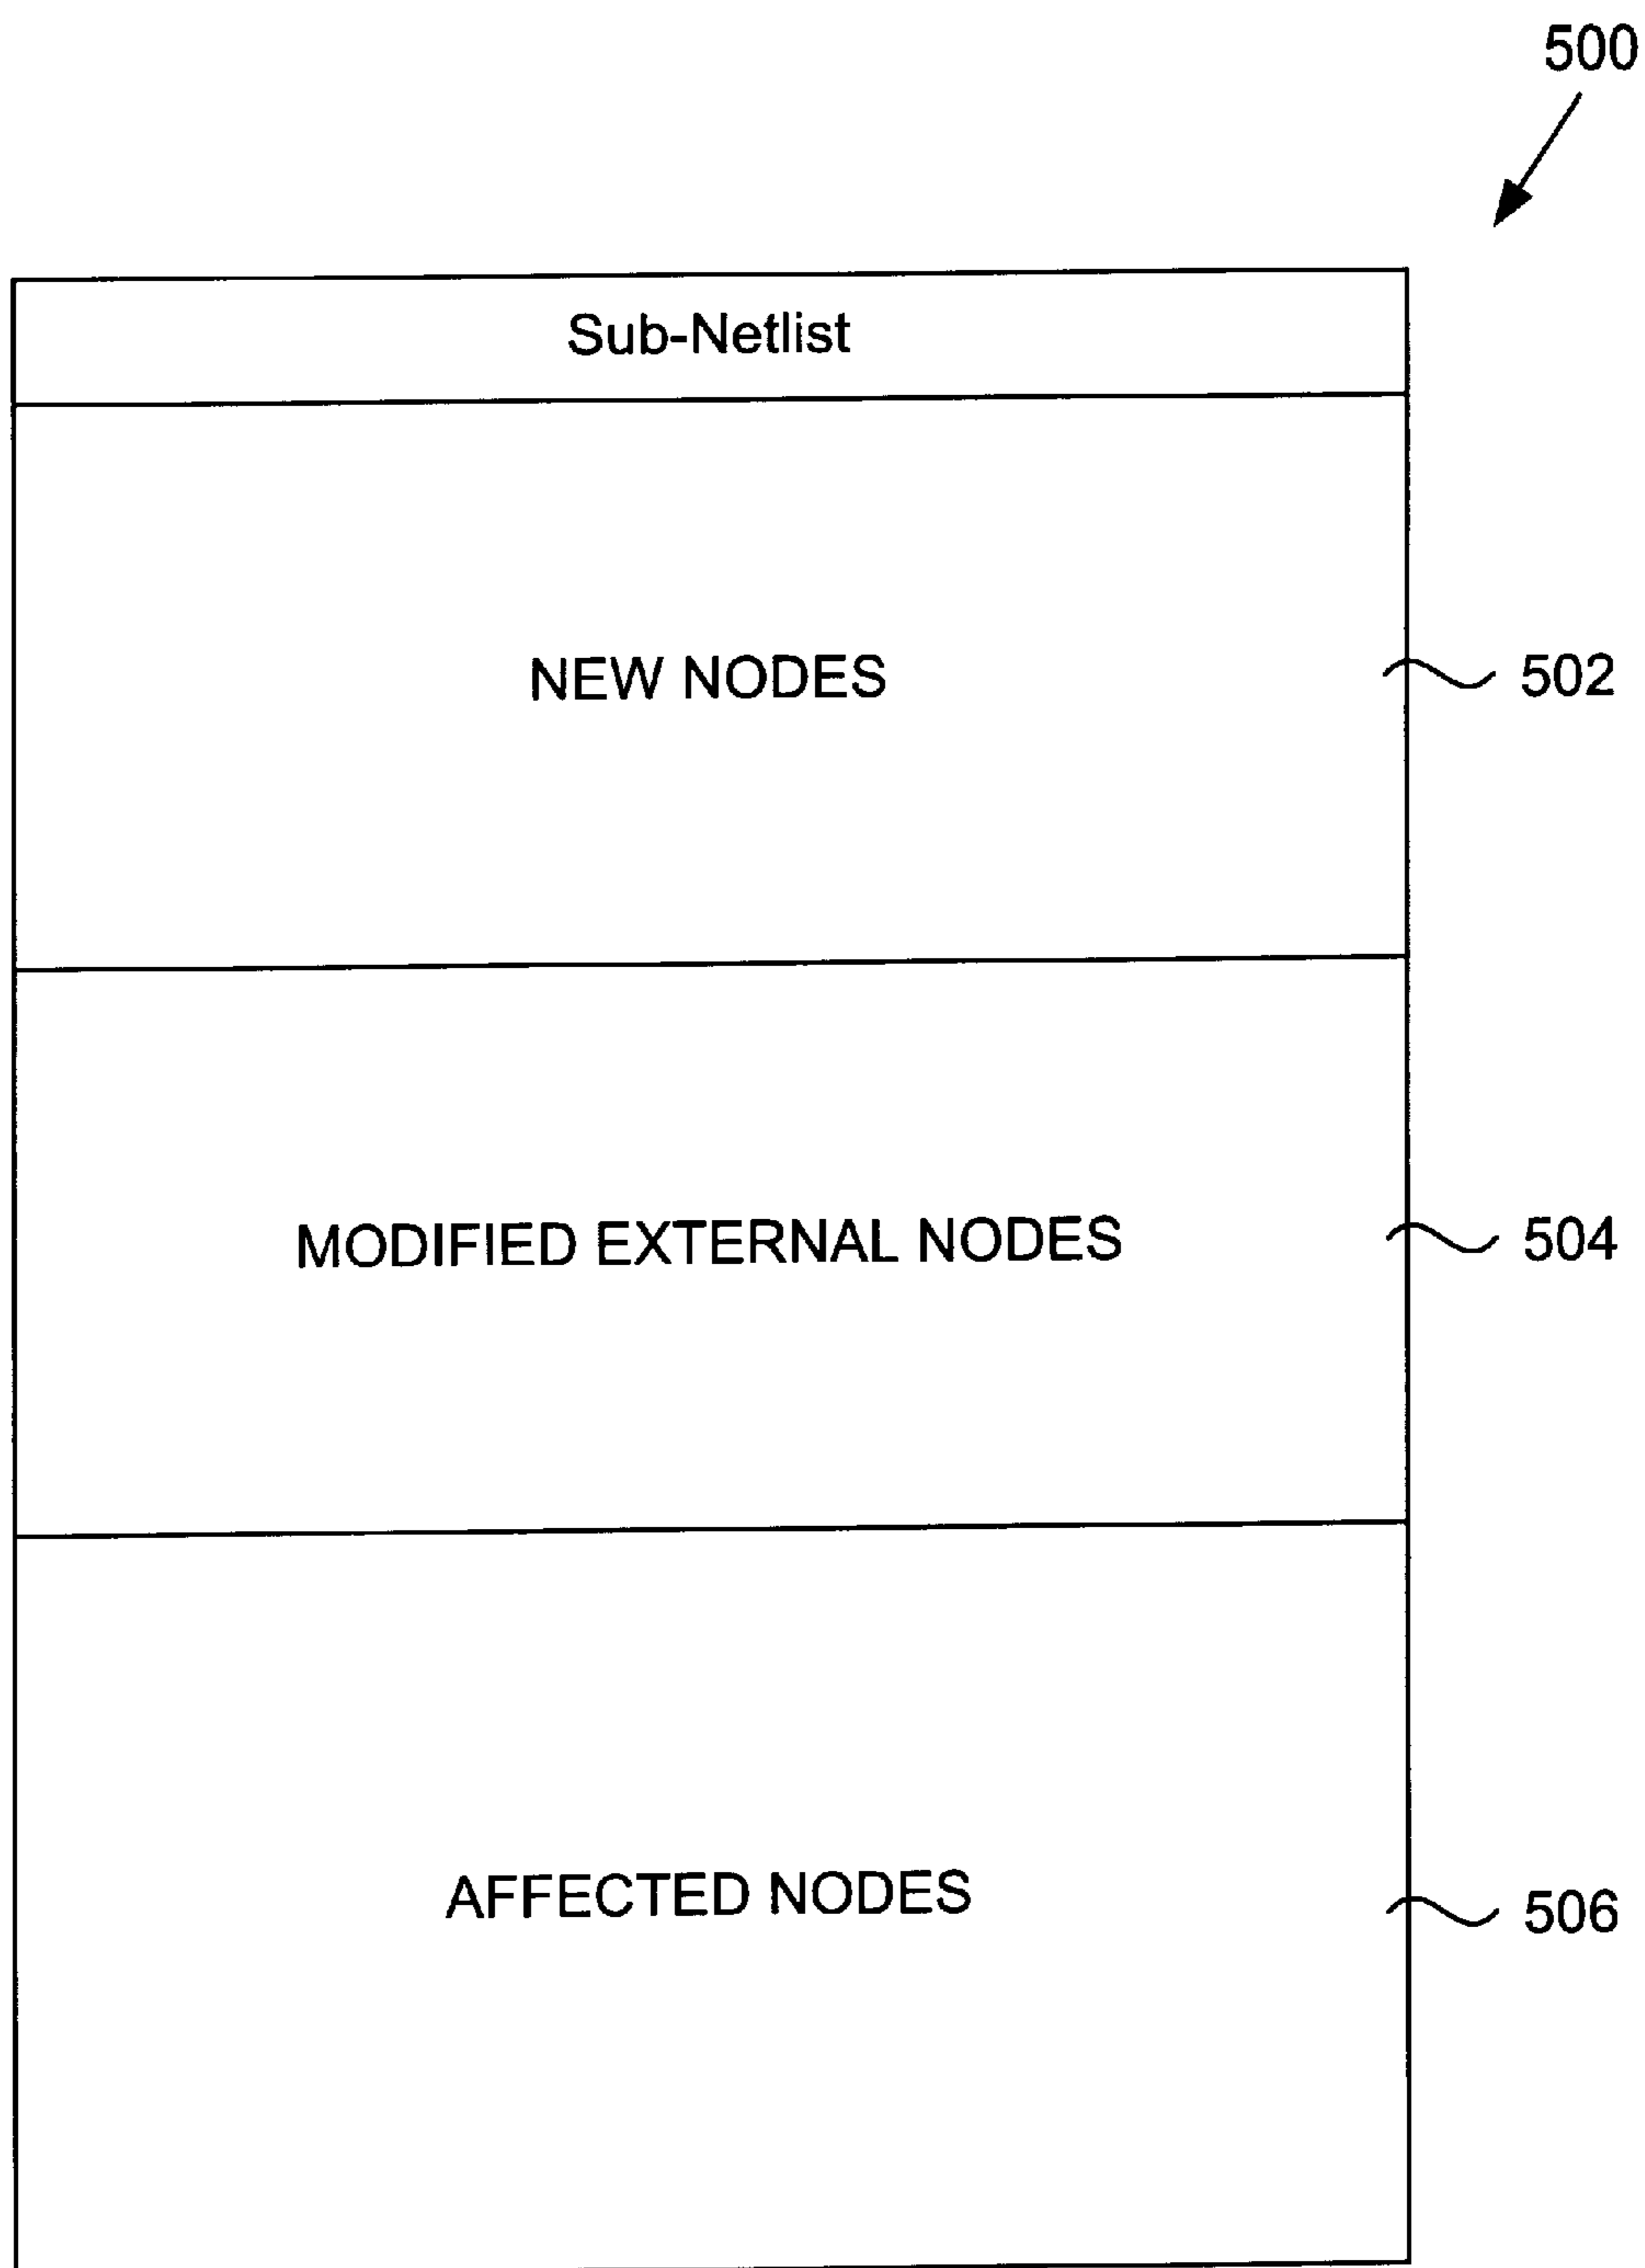 500
Sub-Netlist
NEW NODES
502
MODIFIED EXTERNAL NODES
504
AFFECTED NODES
506